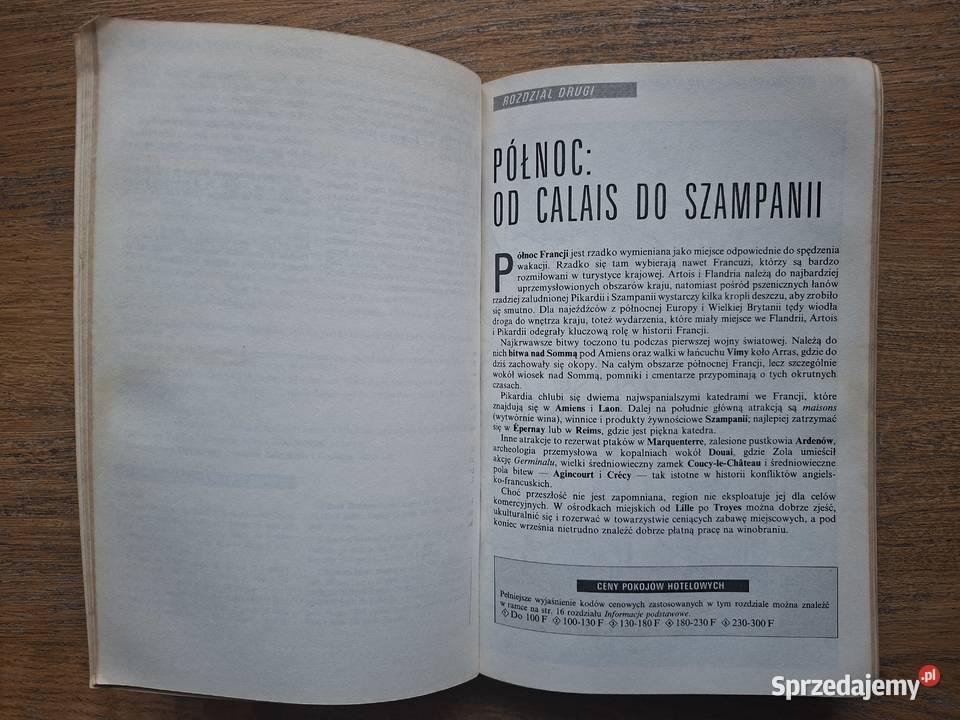 ROZDZIAŁ DRUGI
PÓŁNOC:
OD CALAIS DO SZAMPANII
Północ Francji jest rzadko wymieniana jako miejsce odpowiednie do spędzenia
wakacji. Rzadko się tam wybierają nawet Francuzi, którzy są bardzo
rozmiłowani w turystyce krajowej. Artois i Flandria należą do najbardziej
uprzemysłowionych obszarów kraju, natomiast pośród pszenicznych łanów
rzadziej zaludnionej Pikardii i Szampanii wystarczy kilka kropli deszczu, aby zrobiło
się smutno. Dla najeźdźców z północnej Europy i Wielkiej Brytanii tędy wiodła
droga do wnętrza kraju, toteż wydarzenia, które miały miejsce we Flandrii, Artois
i Pikardii odegrały kluczową rolę w historii Francji.
Najkrwawsze bitwy toczono tu podczas pierwszej wojny światowej. Należą do
nich bitwa nad Sommą pod Amiens oraz walki w łańcuchu Vimy koło Arras, gdzie do
dziś zachowały się okopy. Na całym obszarze północnej Francji, lecz szczególnie
wokół wiosek nad Sommą, pomniki i cmentarze przypominają o tych okrutnych
czasach.
Pikardia chlubi się dwiema najwspanialszymi katedrami we Francji, które
znajdują się w Amiens i Laon. Dalej na południe główną atrakcją są maisons
(wytwórnie wina), winnice i produkty żywnościowe Szampanii; najlepiej zatrzymać
się w Épernay lub w Reims, gdzie jest piękna katedra.
Inne atrakcje to rezerwat ptaków w Marquenterre, zalesione pustkowia Ardenów,
archeologia przemysłowa w kopalniach wokół Douai, gdzie Zola umieścił
akcję Germinalu, wielki średniowieczny zamek Coucy-le-Château i średniowieczne
pola bitew — Agincourt i Crécy — tak istotne w historii konfliktów angiels-
ko-francuskich.
Choć przeszłość nie jest zapomniana, region nie eksploatuje jej dla celów
komercyjnych. W ośrodkach miejskich od Lille po Troyes można dobrze zjeść,
ukulturalnić się i rozerwać w towarzystwie ceniących zabawę miejscowych, a pod
koniec września nietrudno znaleźć dobrze płatną pracę na winobraniu.
CENY POKOJÓW HOTELOWYCH
Pełniejsze wyjaśnienie kodów cenowych zastosowanych w tym rozdziale można znaleźć
w ramce na str. 16 rozdziału Informacje podstawowe.
① Do 100 F ② 100-130 F ③ 130-180 F ④ 180-230 F ⑤ 230-300 F
Sprzedajemy.pl